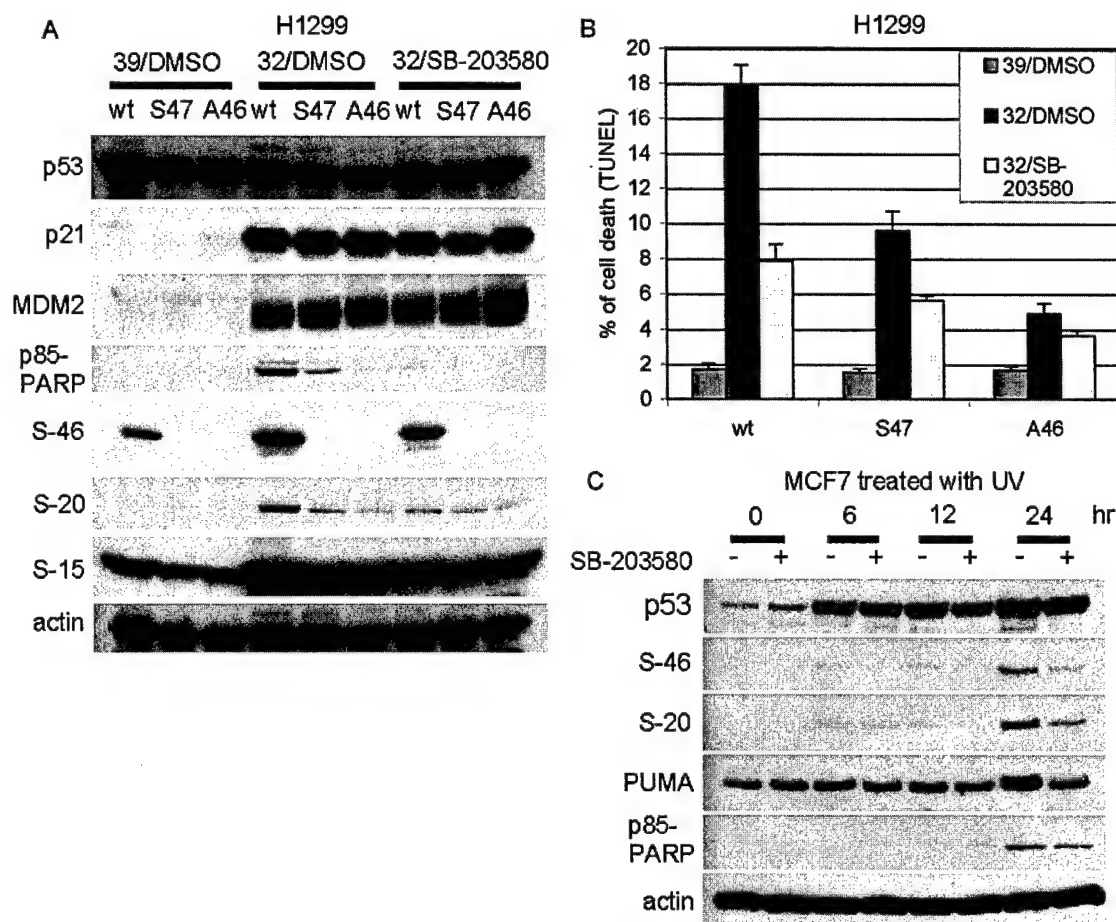 A
H1299
39/DMSO 32/DMSO 32/SB-203580
wt S47 A46 wt S47 A46 wt S47 A46
p53
p21
MDM2
p85-
PARP
S-46
S-20
S-15
actin
B
H1299
% of cell death (TUNEL)
20
18
16
14
12
10
8
6
4
2
0
39/DMSO
32/DMSO
32/SB-
203580
wt S47 A46
C
MCF7 treated with UV
0 6 12 24 hr
SB-203580 - + - + - + - +
p53
S-46
S-20
PUMA
p85-
PARP
actin